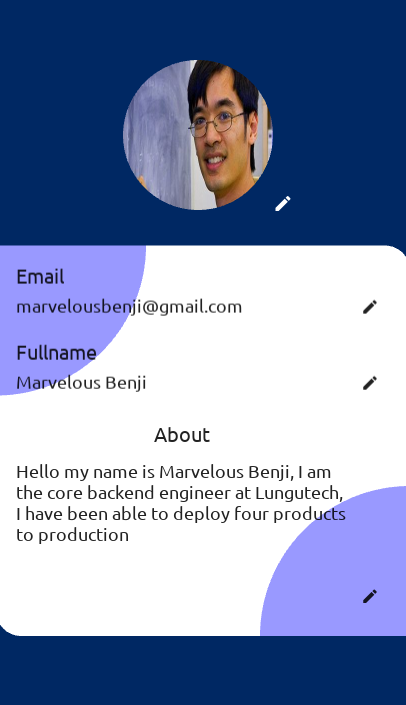 Email
marvelousbenji@gmail.com
Fullname
Marvelous Benji
About
Hello my name is Marvelous Benji, I am
the core backend engineer at Lungutech,
I have been able to deploy four products
to production